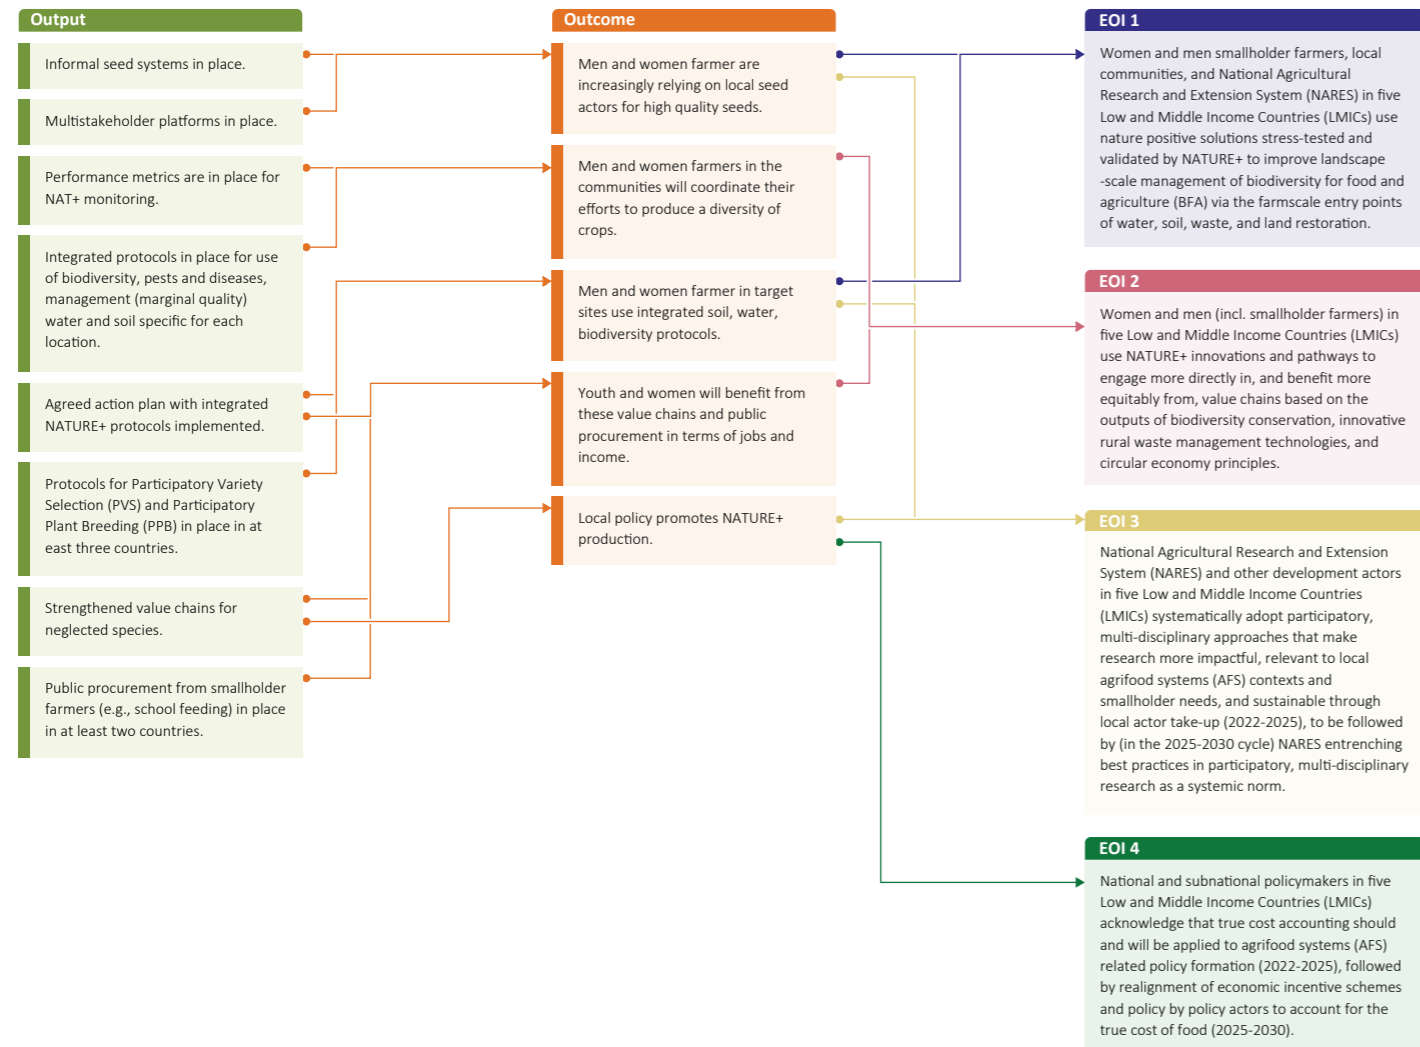 Output
Informal seed systems in place.
Multistakeholder platforms in place.
Performance metrics are in place for
NAT+ monitoring.
Integrated protocols in place for use
of biodiversity, pests and diseases,
management (marginal quality)
water and soil specific for each
location.
Agreed action plan with integrated
NATURE+ protocols implemented.
Protocols for Participatory Variety
Selection (PVS) and Participatory
Plant Breeding (PPB) in place in at
east three countries.
Strengthened value chains for
neglected species.
Public procurement from smallholder
farmers (e.g., school feeding) in place
in at least two countries.
Outcome
Men and women farmer are
increasingly relying on local seed
actors for high quality seeds.
Men and women farmers in the
communities will coordinate their
efforts to produce a diversity of
crops.
Men and women farmer in target
sites use integrated soil, water,
biodiversity protocols.
Youth and women will benefit from
these value chains and public
procurement in terms of jobs and
income.
Local policy promotes NATURE+
production.
EOI 1
Women and men smallholder farmers, local
communities, and National Agricultural
Research and Extension System (NARES) in five
Low and Middle Income Countries (LMICs) use
nature positive solutions stress-tested and
validated by NATURE+ to improve landscape
-scale management of biodiversity for food and
agriculture (BFA) via the farmscale entry points
of water, soil, waste, and land restoration.
EOI 2
Women and men (incl. smallholder farmers) in
five Low and Middle Income Countries (LMICs)
use NATURE+ innovations and pathways to
engage more directly in, and benefit more
equitably from, value chains based on the
outputs of biodiversity conservation, innovative
rural waste management technologies, and
circular economy principles.
EOI 3
National Agricultural Research and Extension
System (NARES) and other development actors
in five Low and Middle Income Countries
(LMICs) systematically adopt participatory,
multi-disciplinary approaches that make
research more impactful, relevant to local
agrifood systems (AFS) contexts and
smallholder needs, and sustainable through
local actor take-up (2022-2025), to be followed
by (in the 2025-2030 cycle) NARES entrenching
best practices in participatory, multi-disciplinary
research as a systemic norm.
EOI 4
National and subnational policymakers in five
Low and Middle Income Countries (LMICs)
acknowledge that true cost accounting should
and will be applied to agrifood systems (AFS)
related policy formation (2022-2025), followed
by realignment of economic incentive schemes
and policy by policy actors to account for the
true cost of food (2025-2030).